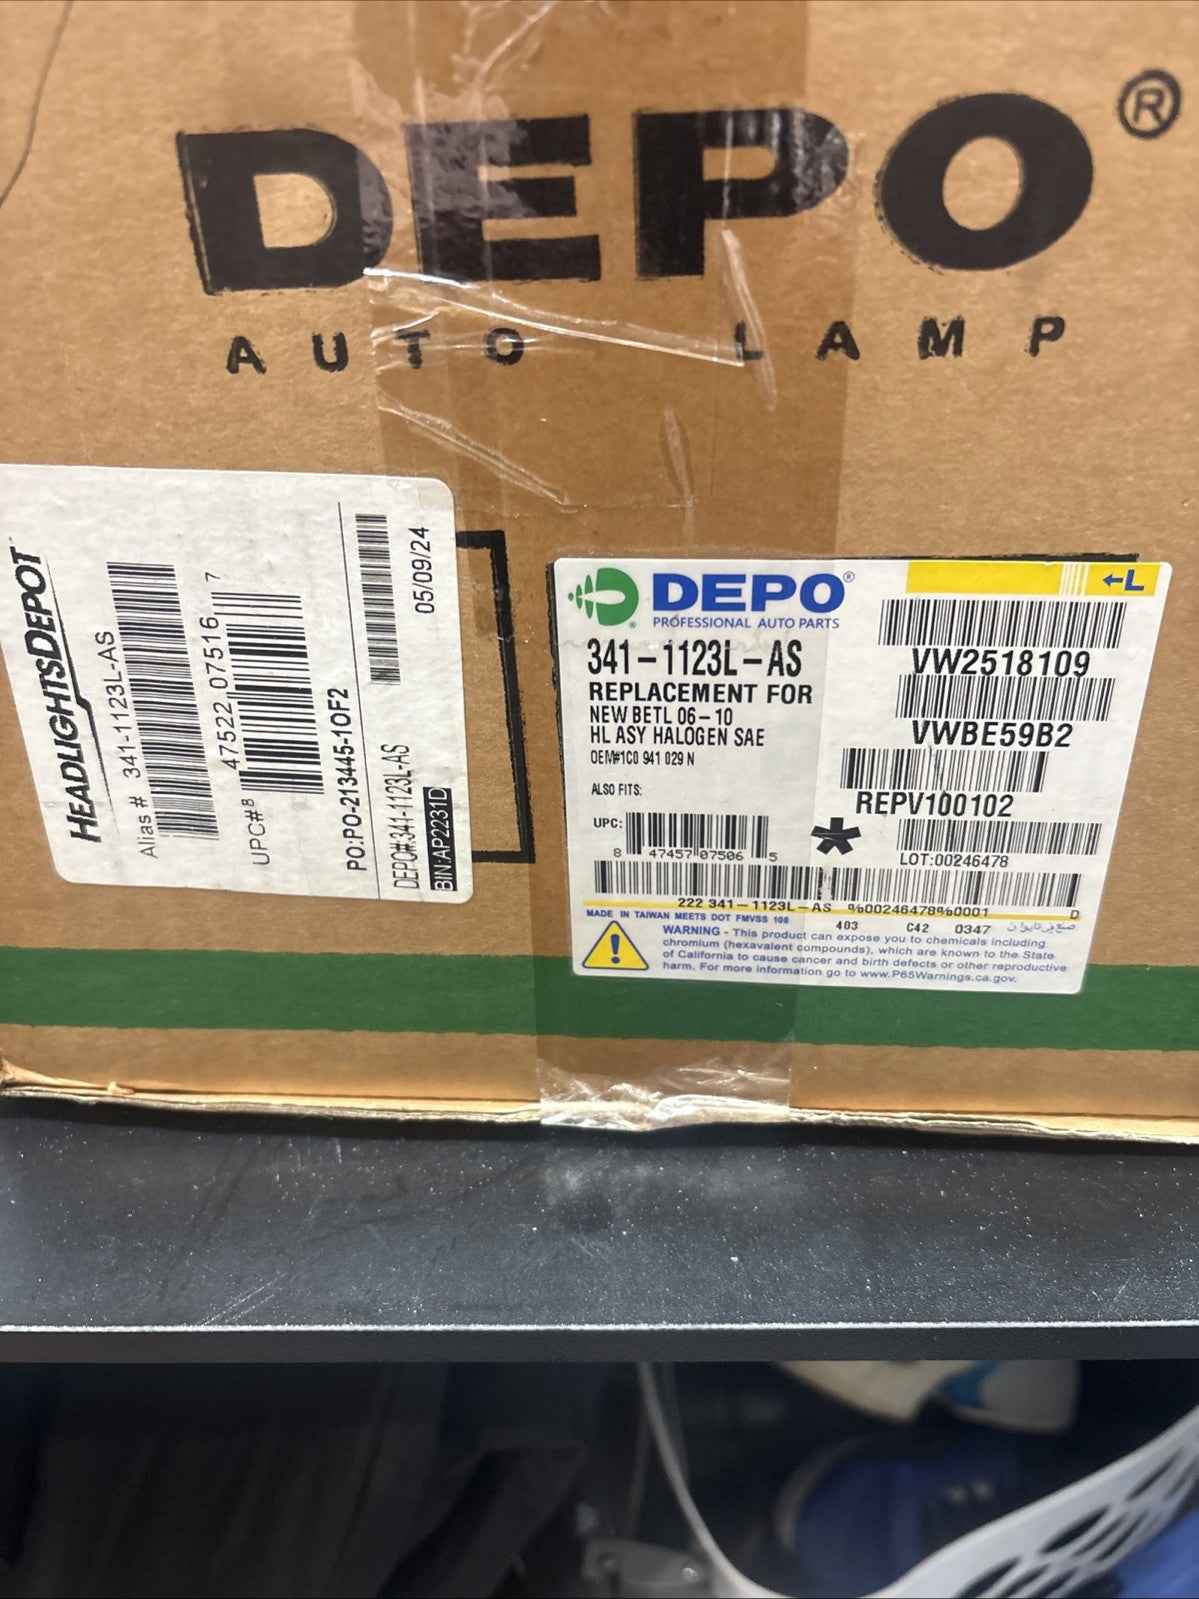 DEPO®
AUTO LAMP
HEADLIGHTSDEPOT
Alias # 341-1123L-AS
UPC# 8 47522 07516 7
PO:PO-213445-1OF2
DEPO#:341-1123L-AS
BIN:AP2231D
05/09/24
DEPO®
PROFESSIONAL AUTO PARTS
←L
341-1123L-AS
REPLACEMENT FOR
NEW BETL 06-10
HL ASY HALOGEN SAE
OEM#1C0 941 029 N
ALSO FITS:
VW2518109
VWBE59B2
REPV100102
LOT:00246478
UPC:
8 47457 07506 5
222 341-1123L-AS %00246478%0001 D
MADE IN TAIWAN MEETS DOT FMVSS 108
403 C42 0347 صنع في تايوان
WARNING - This product can expose you to chemicals including
chromium (hexavalent compounds), which are known to the State
of California to cause cancer and birth defects or other reproductive
harm. For more information go to www.P65Warnings.ca.gov.